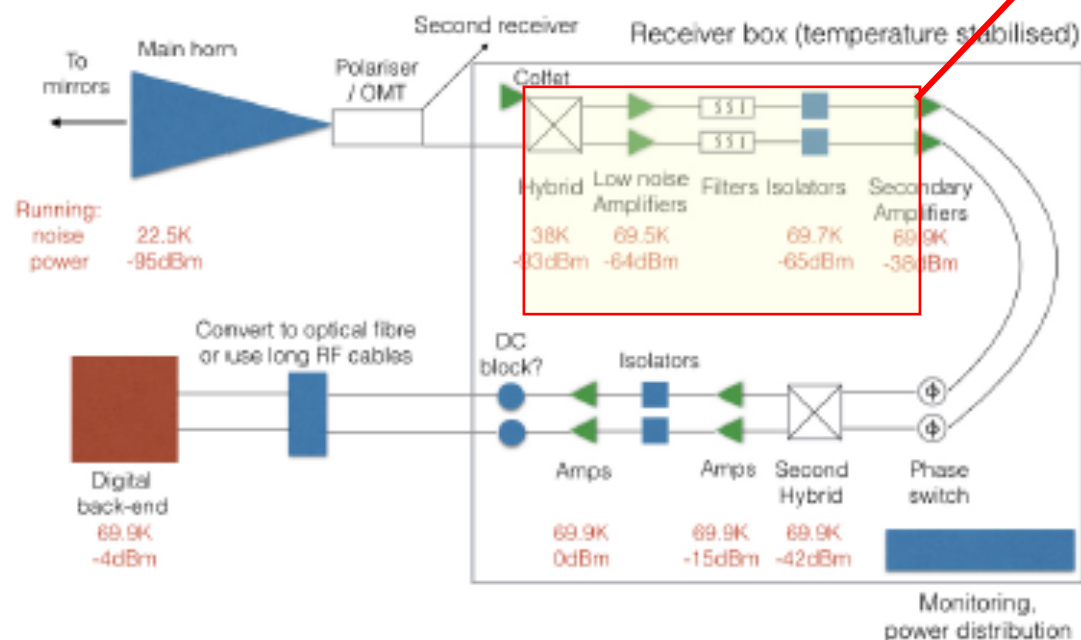 Second receiver
Receiver box (temperature stabilised)
To
mirrors
Main horn
Polariser
/ OMT
Colfet
Hybrid
Low noise
Amplifiers
Filters
Isolators
Secondary
Amplifiers
Running:
noise
power
22.5K
-95dBm
38K
-93dBm
69.5K
-64dBm
69.7K
-65dBm
69.9K
-38dBm
Convert to optical fibre
or use long RF cables
DC
block?
Isolators
Φ
Φ
Digital
back-end
69.9K
-4dBm
Amps
69.9K
0dBm
Amps
69.9K
-15dBm
Second
Hybrid
69.9K
-42dBm
Phase
switch
Monitoring,
power distribution